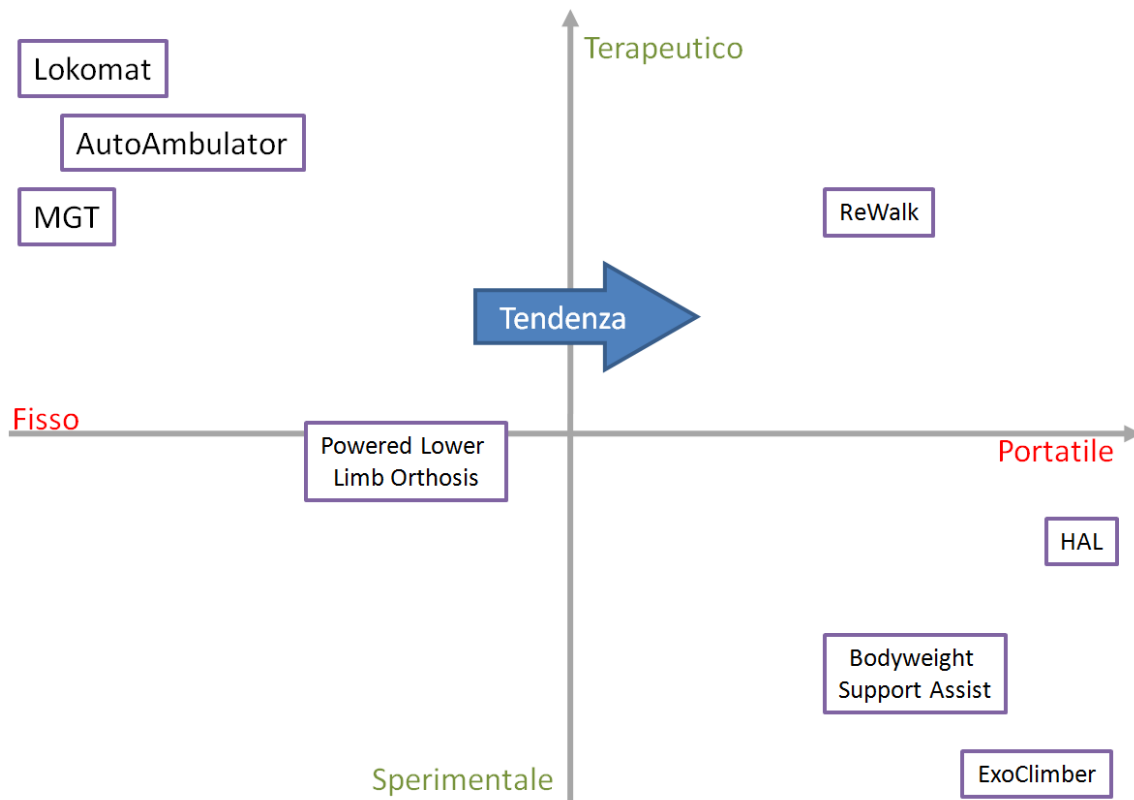 Terapeutico
Lokomat
AutoAmbulator
MGT
ReWalk
Tendenza
Fisso
Portatile
Powered Lower
Limb Orthosis
HAL
Bodyweight
Support Assist
Sperimentale
ExoClimber